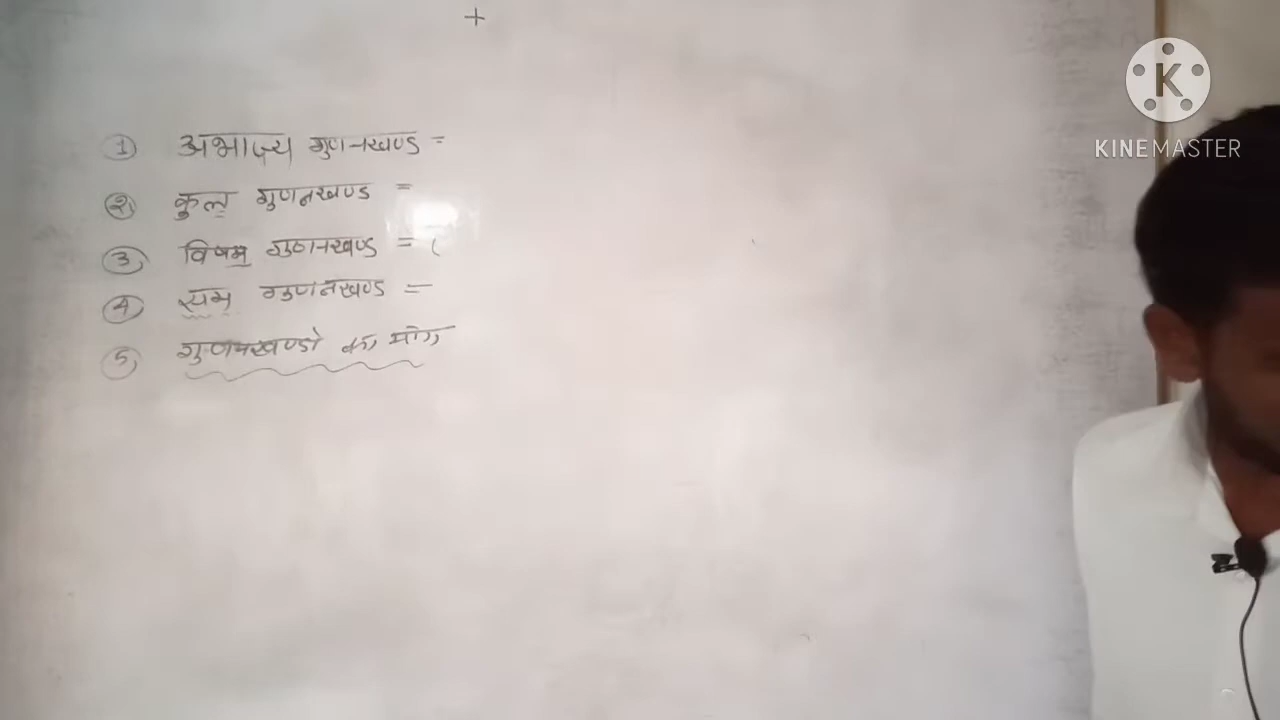 +
① अभाज्य गुणनखण्ड =
② कुल गुणनखण्ड =
③ विषम गुणनखण्ड = (
④ सम गुणनखण्ड =
⑤ गुणनखण्डो का योग
K
KINEMASTER